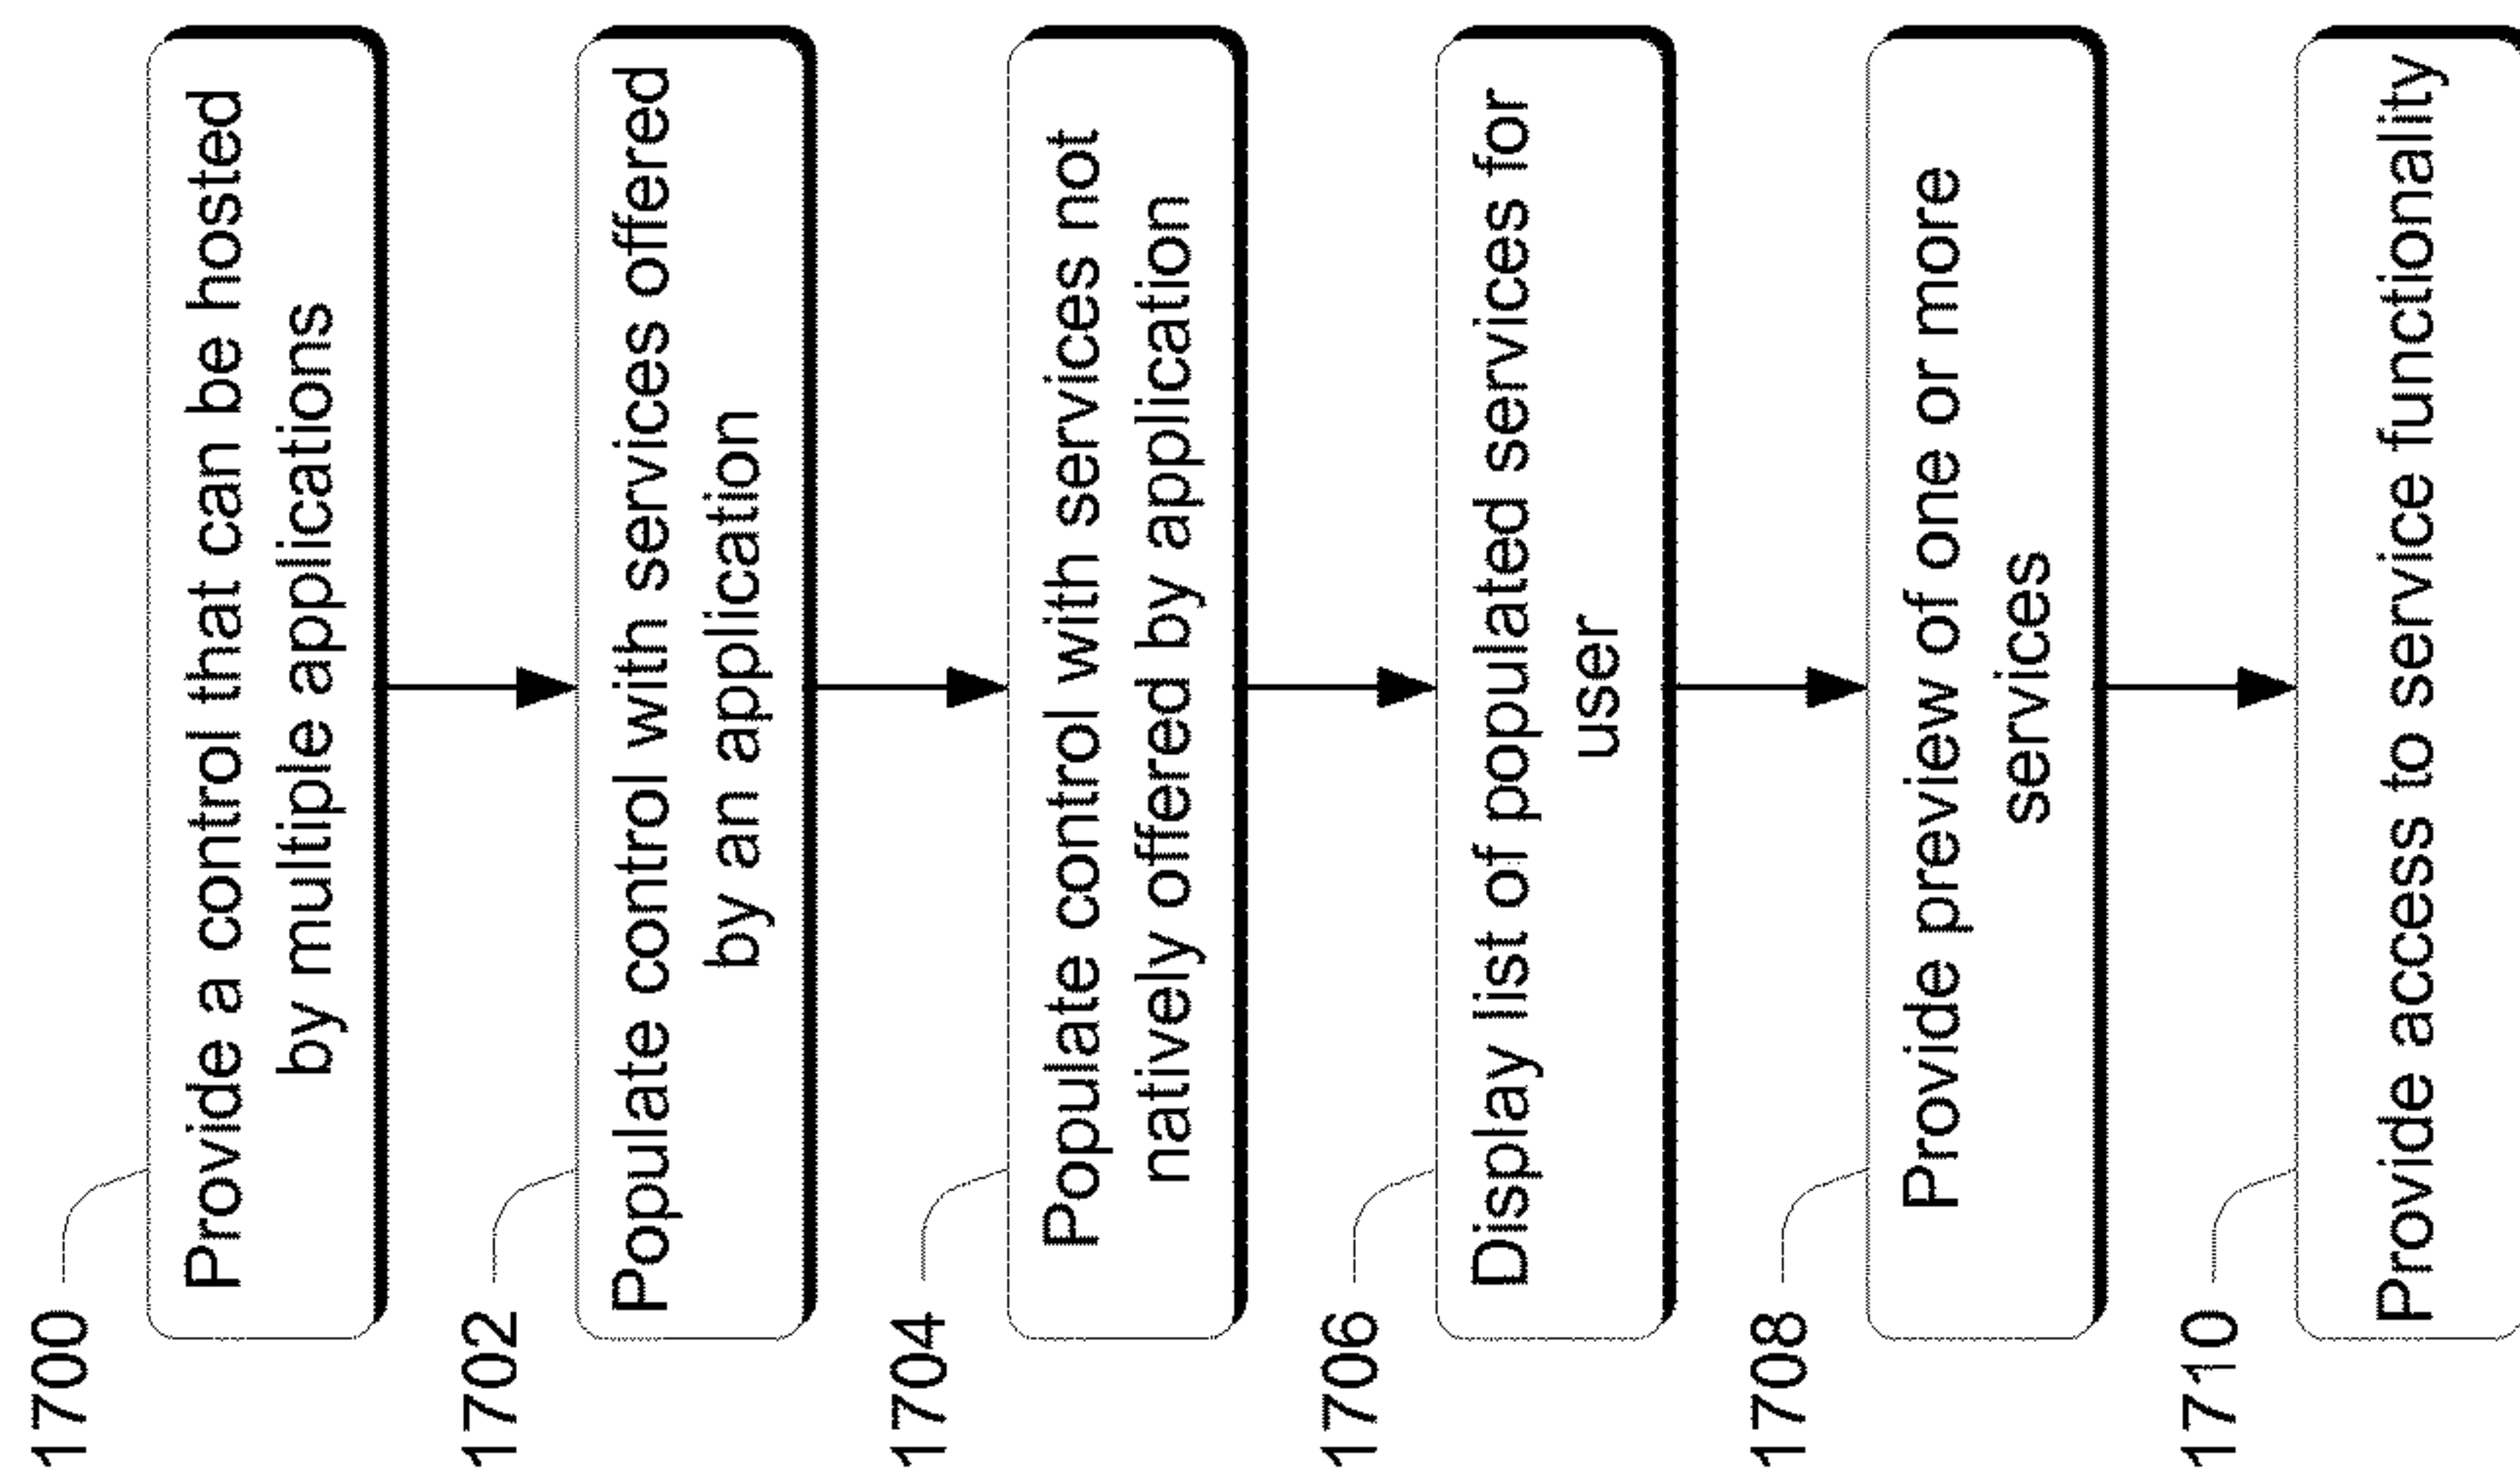 1700
Provide a control that can be hosted
by multiple applications
1702
Populate control with services offered
by an application
1704
Populate control with services not
natively offered by application
1706
Display list of populated services for
user
1708
Provide preview of one or more
services
1710
Provide access to service functionality